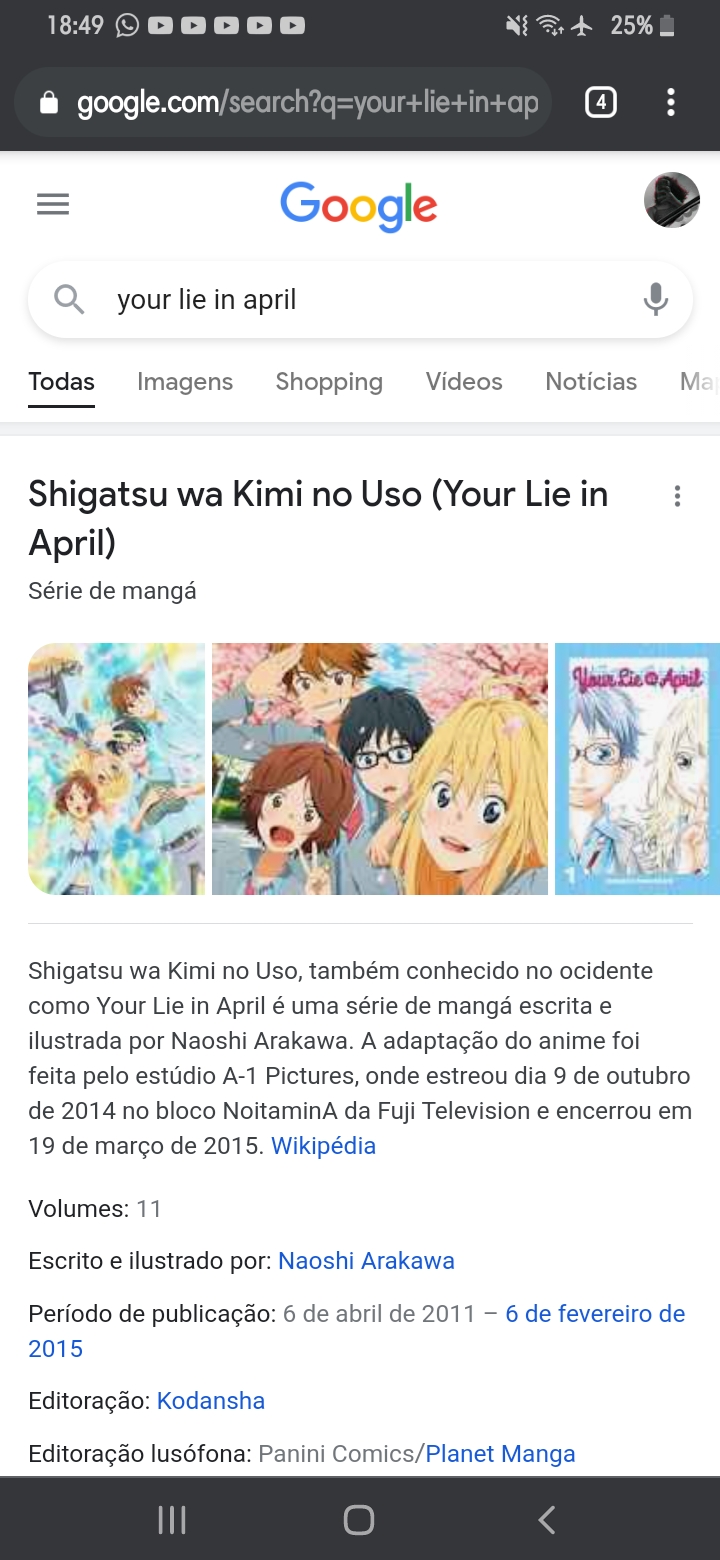 18:49
25%
google.com/search?q=your+lie+in+ap
4
Google
your lie in april
Todas Imagens Shopping Vídeos Notícias Ma
Shigatsu wa Kimi no Uso (Your Lie in
April)
Série de mangá
Your Lie in April
1
Shigatsu wa Kimi no Uso, também conhecido no ocidente
como Your Lie in April é uma série de mangá escrita e
ilustrada por Naoshi Arakawa. A adaptação do anime foi
feita pelo estúdio A-1 Pictures, onde estreou dia 9 de outubro
de 2014 no bloco NoitaminA da Fuji Television e encerrou em
19 de março de 2015. Wikipédia
Volumes: 11
Escrito e ilustrado por: Naoshi Arakawa
Período de publicação: 6 de abril de 2011 – 6 de fevereiro de
2015
Editoração: Kodansha
Editoração lusófona: Panini Comics/Planet Manga